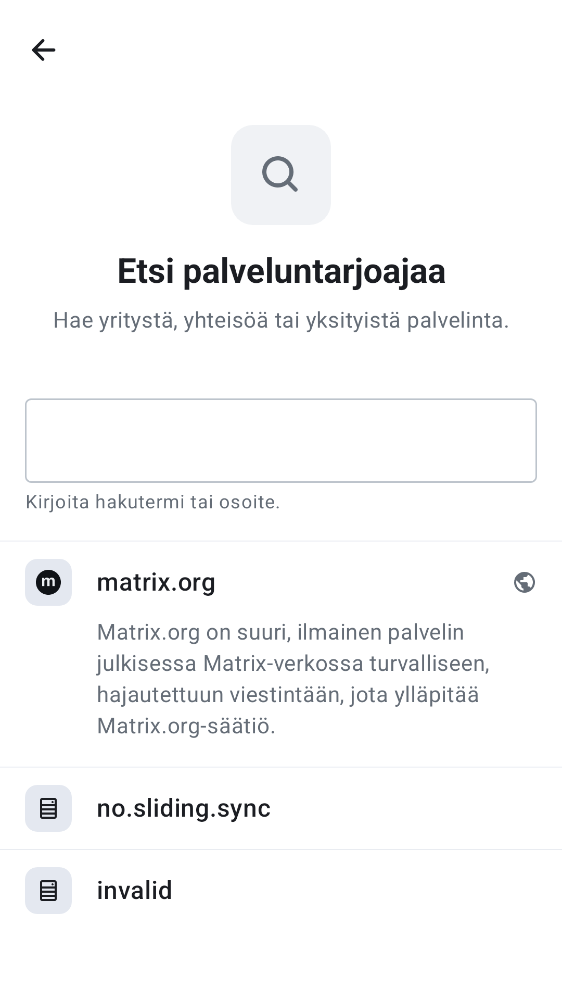 Etsi palveluntarjoajaa
Hae yritystä, yhteisöä tai yksityistä palvelinta.
Kirjoita hakutermi tai osoite.
m matrix.org
Matrix.org on suuri, ilmainen palvelin
julkisessa Matrix-verkossa turvalliseen,
hajautettuun viestintään, jota ylläpitää
Matrix.org-säätiö.
no.sliding.sync
invalid